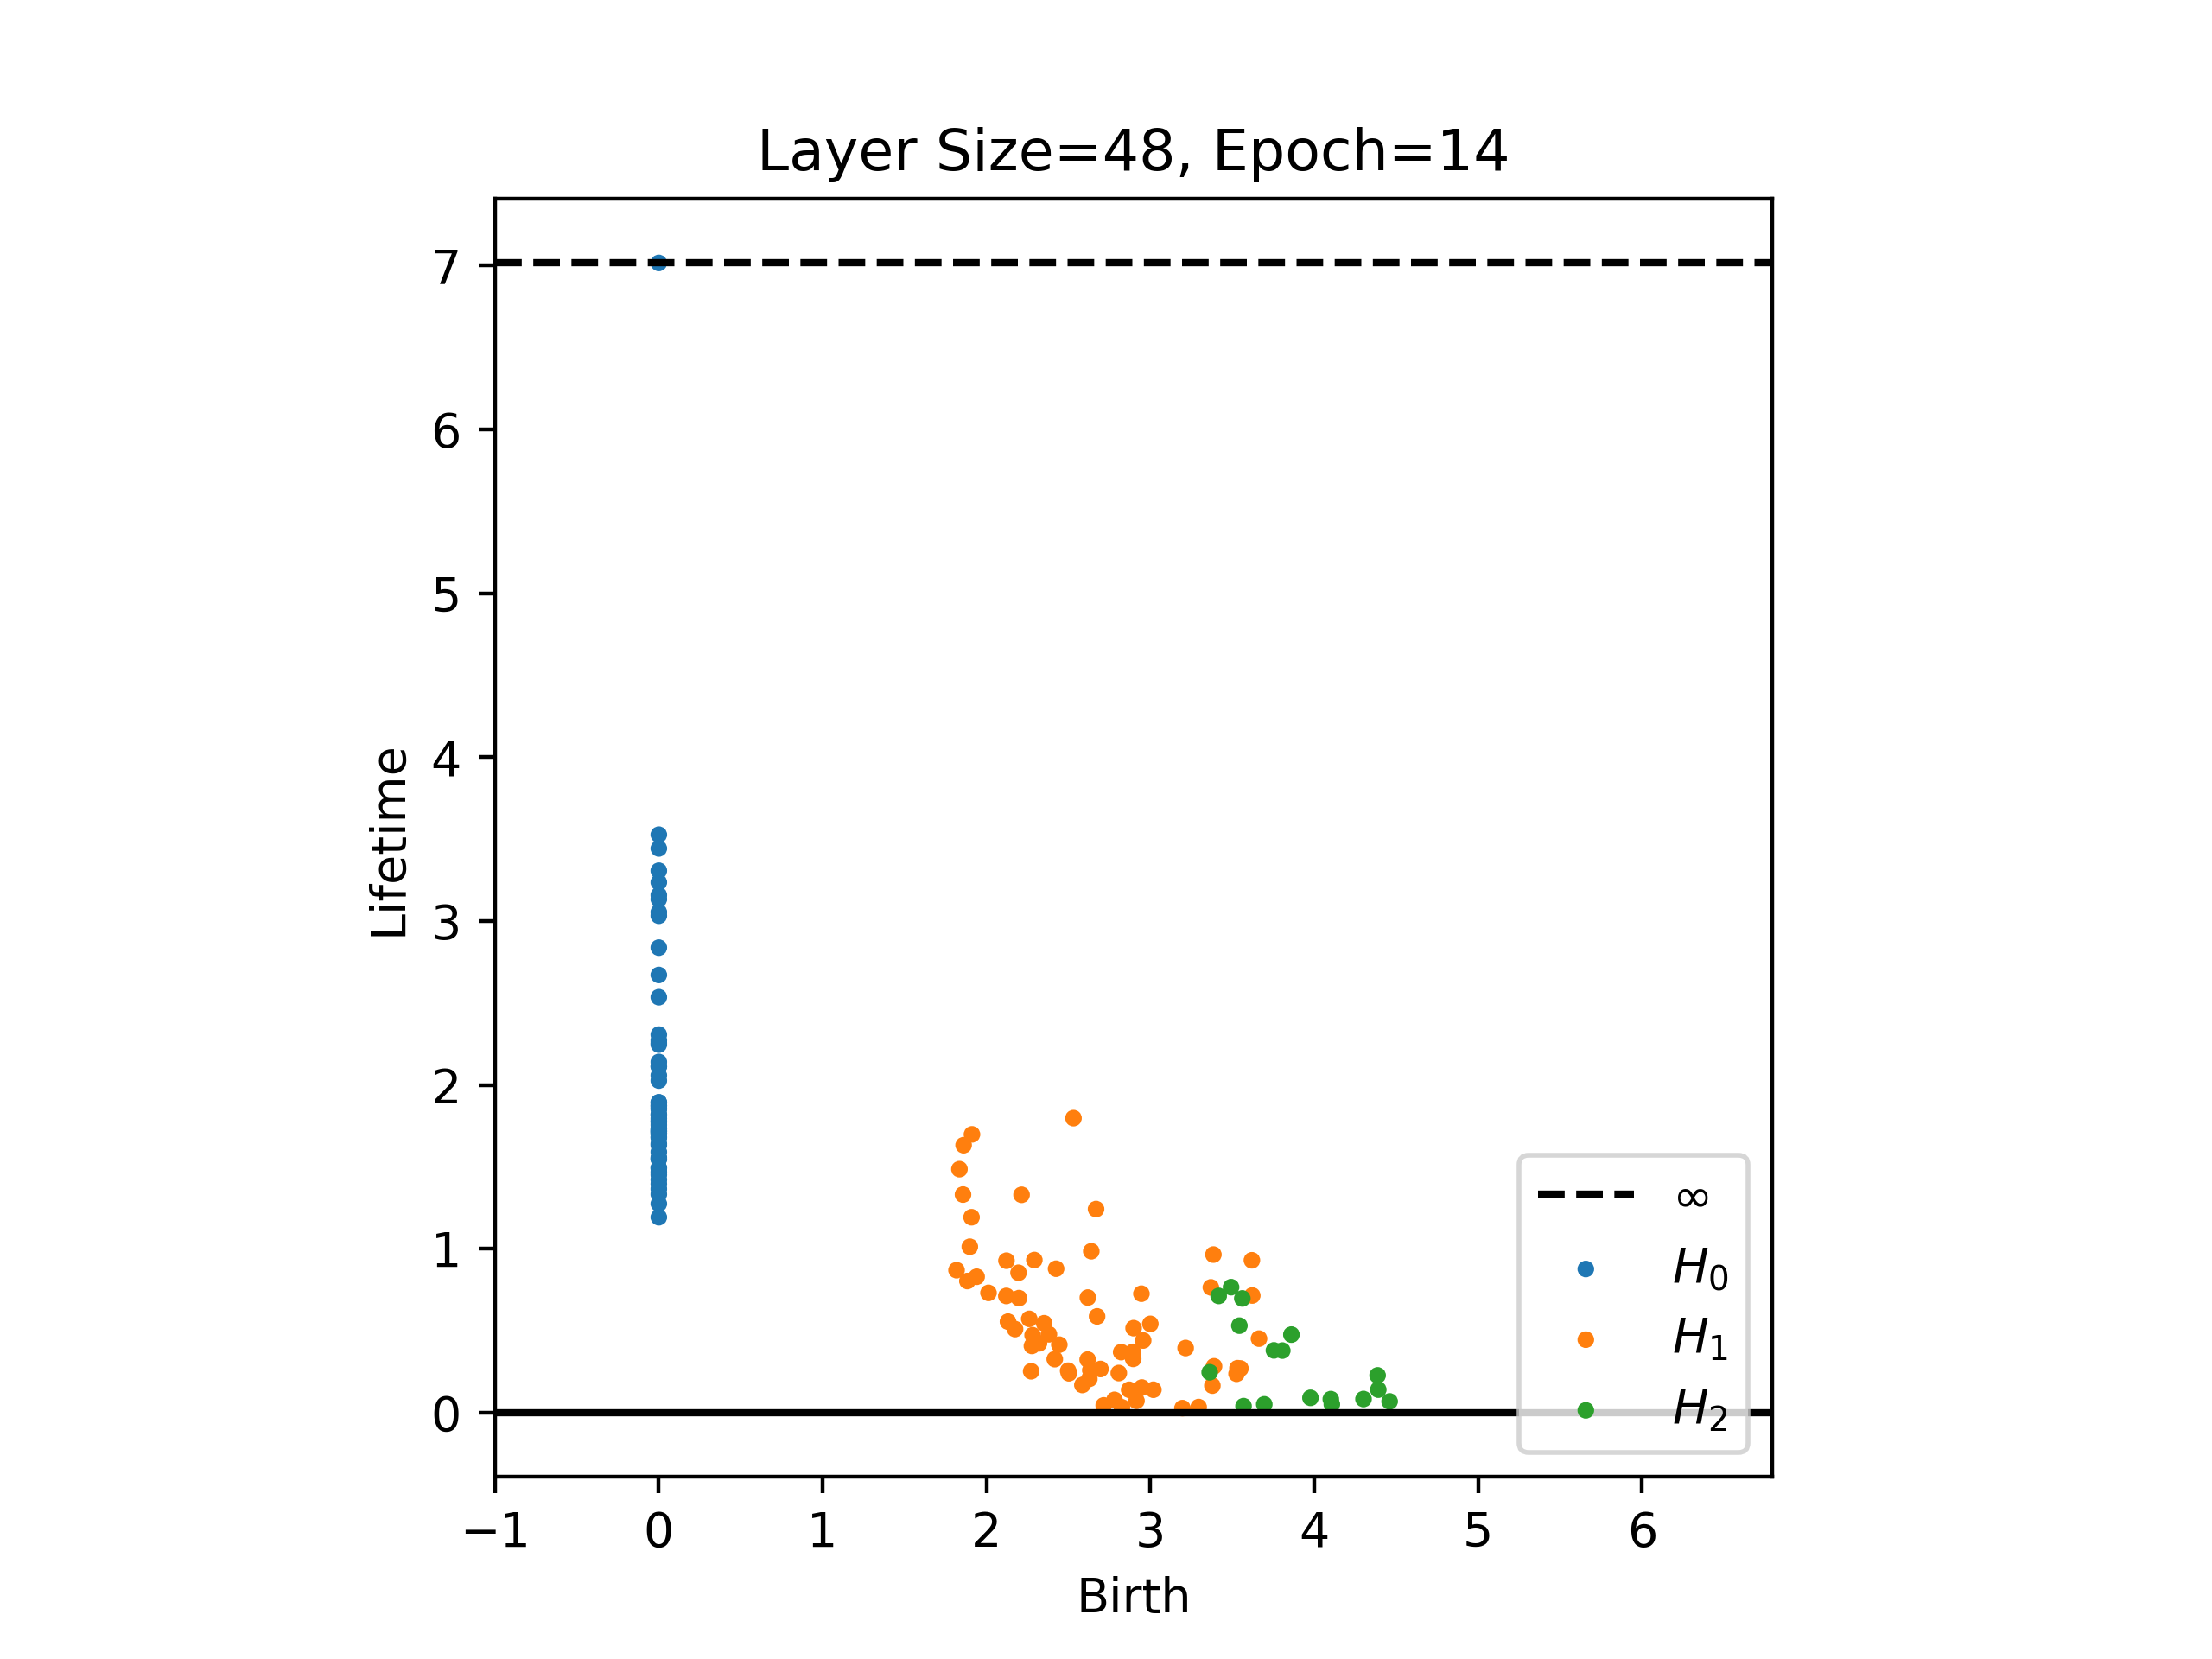 Layer Size=48, Epoch=14
7
6
5
4
3
2
1
0
Lifetime
∞
H₀
H₁
H₂
−1 0 1 2 3 4 5 6
Birth